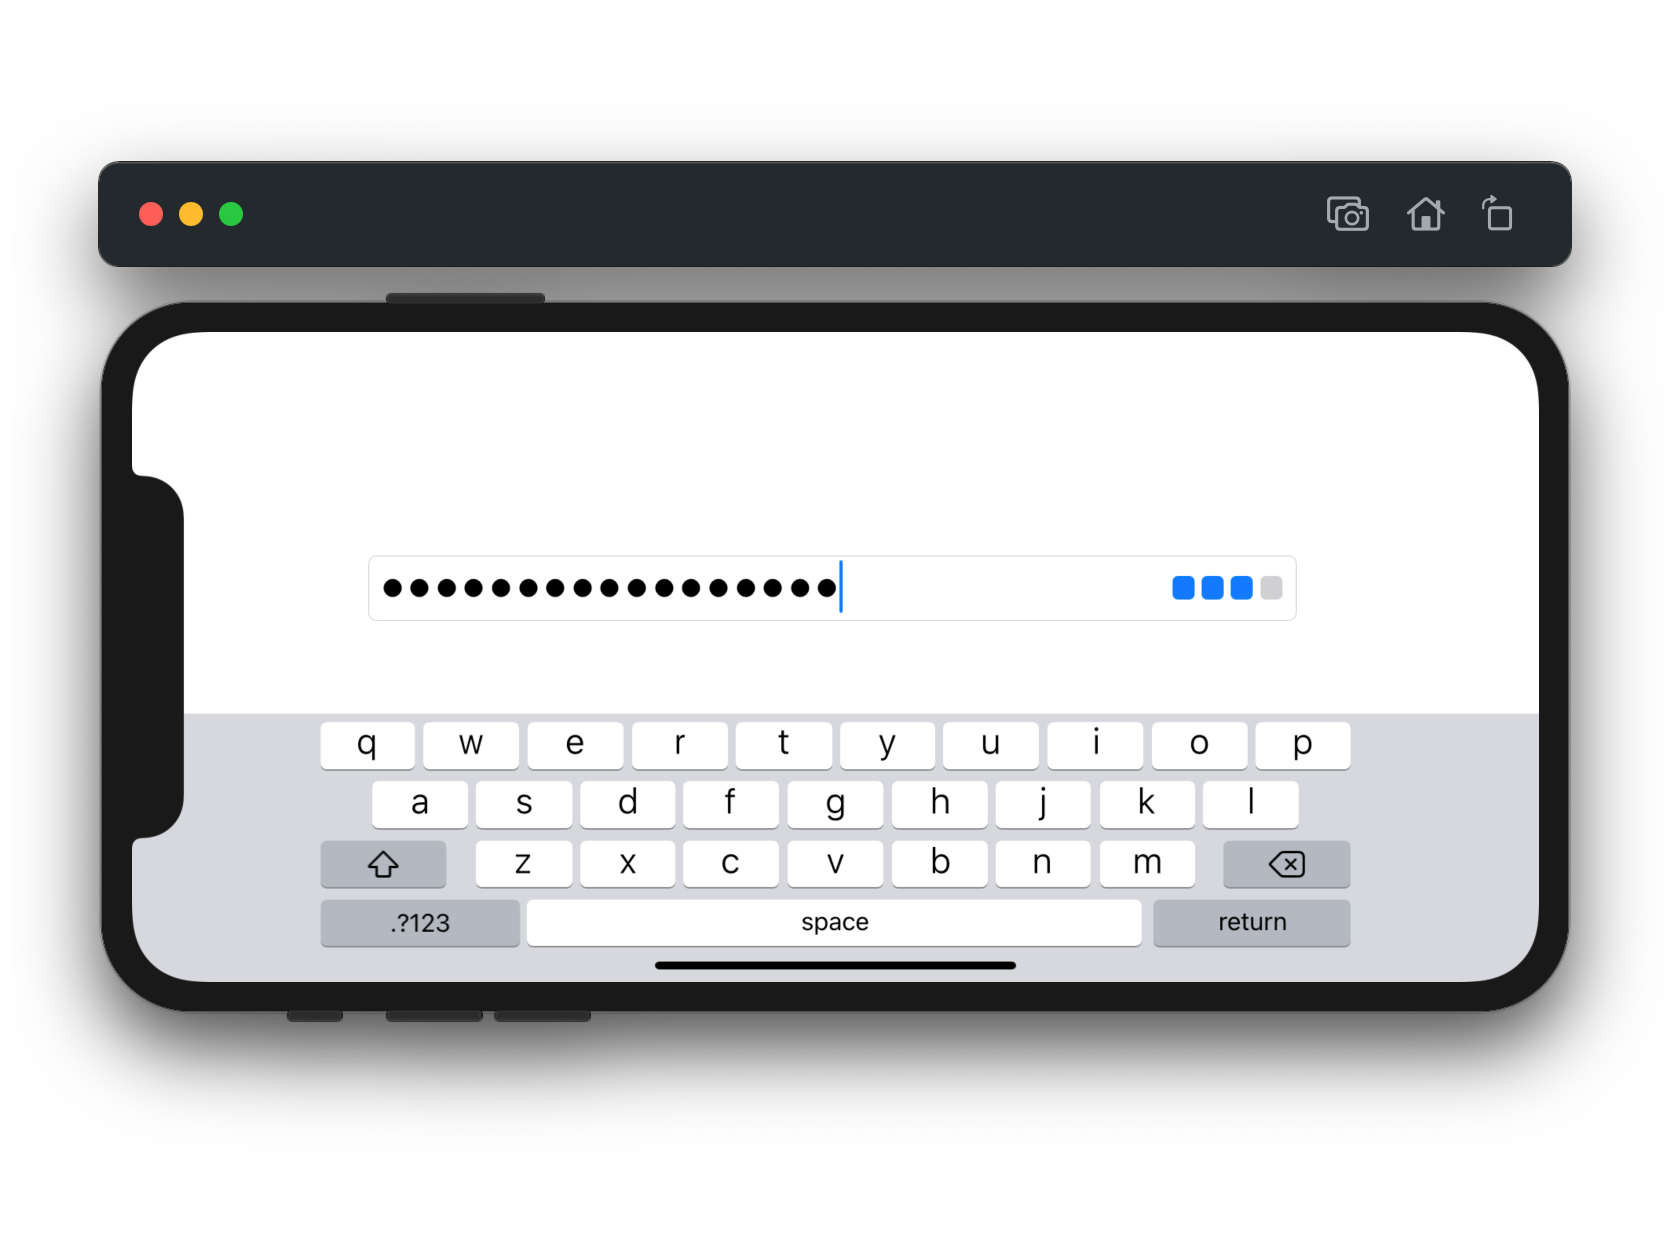 ●●●●●●●●●●●●●●●●●
q w e r t y u i o p
a s d f g h j k l
z x c v b n m
.?123 space return